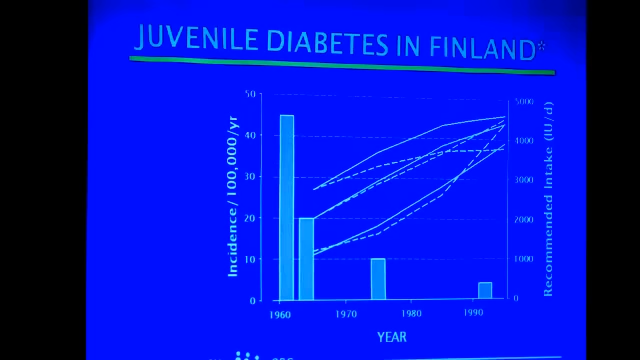 JUVENILE DIABETES IN FINLAND*
50
40
30
20
10
0
Incidence / 100,000/yr
5000
4000
3000
2000
1000
0
Recommended Intake (IU/d)
1960 1970 1980 1990
YEAR